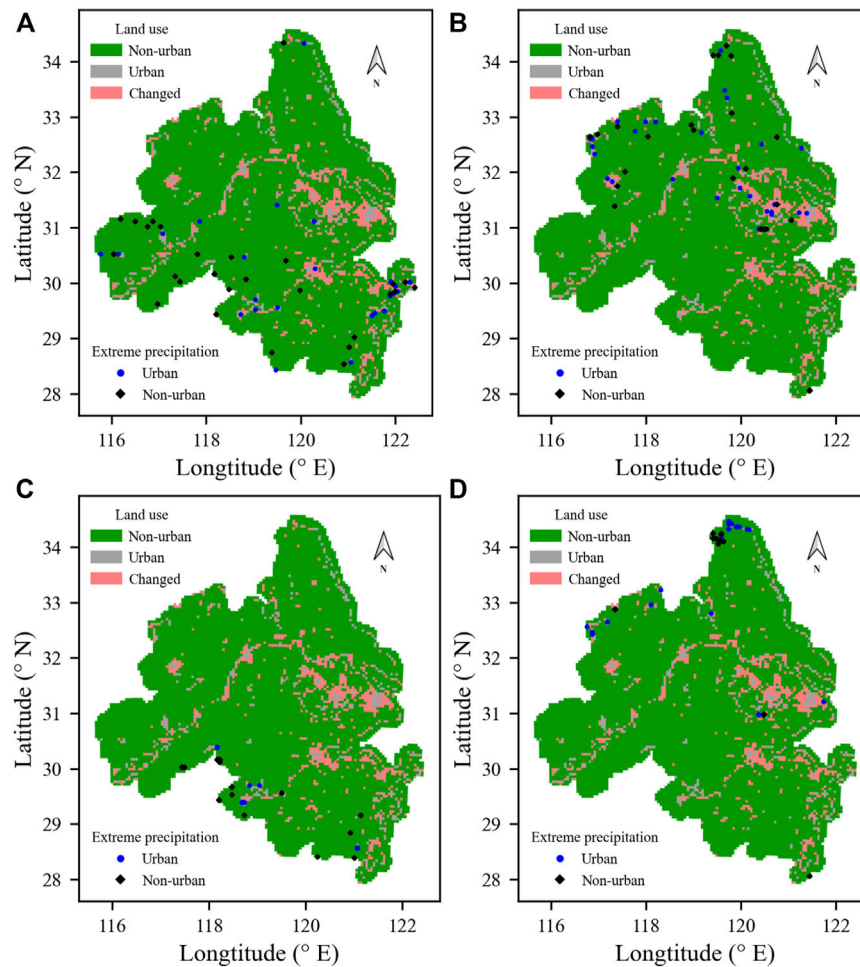 A
Land use
Non-urban
Urban
Changed
N
34
33
32
31
30
29
28
Latitude (° N)
Extreme precipitation
Urban
Non-urban
116
118
120
122
Longtitude (° E)
B
Land use
Non-urban
Urban
Changed
N
34
33
32
31
30
29
28
Latitude (° N)
Extreme precipitation
Urban
Non-urban
116
118
120
122
Longtitude (° E)
C
Land use
Non-urban
Urban
Changed
N
34
33
32
31
30
29
28
Latitude (° N)
Extreme precipitation
Urban
Non-urban
116
118
120
122
Longtitude (° E)
D
Land use
Non-urban
Urban
Changed
N
34
33
32
31
30
29
28
Latitude (° N)
Extreme precipitation
Urban
Non-urban
116
118
120
122
Longtitude (° E)